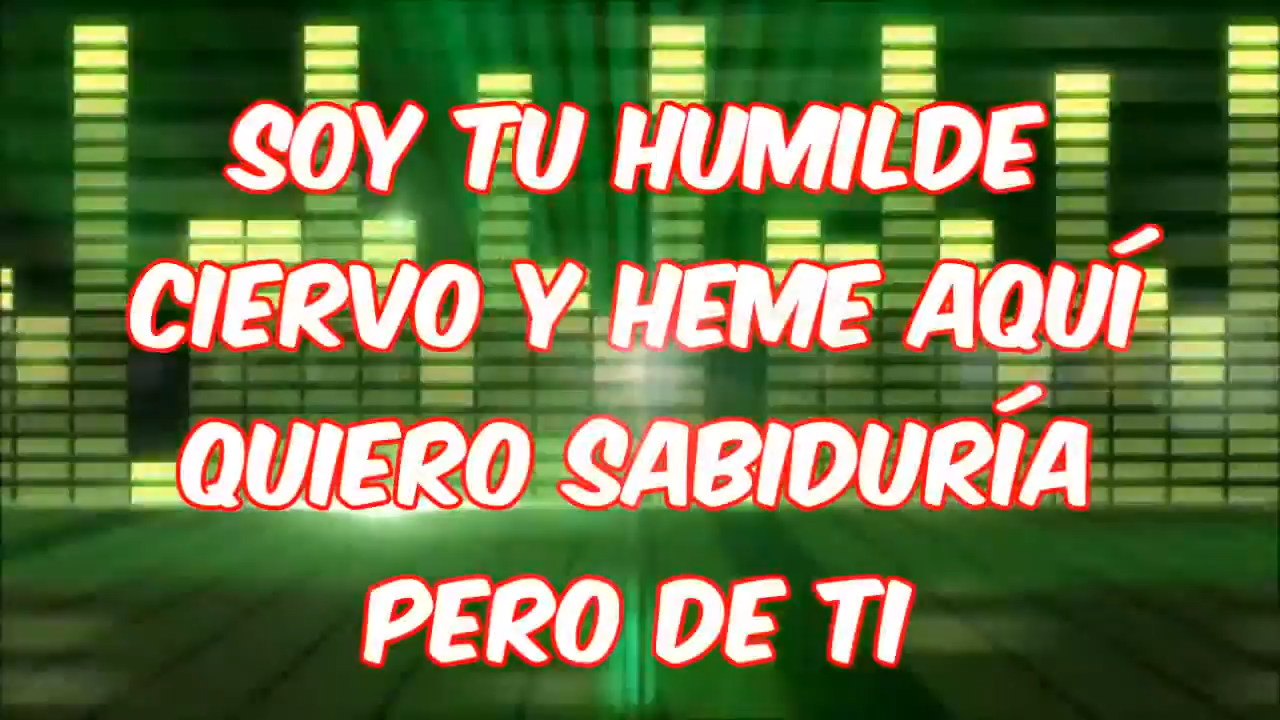 SOY TU HUMILDE
CIERVO Y HEME AQUÍ
QUIERO SABIDURÍA
PERO DE TI